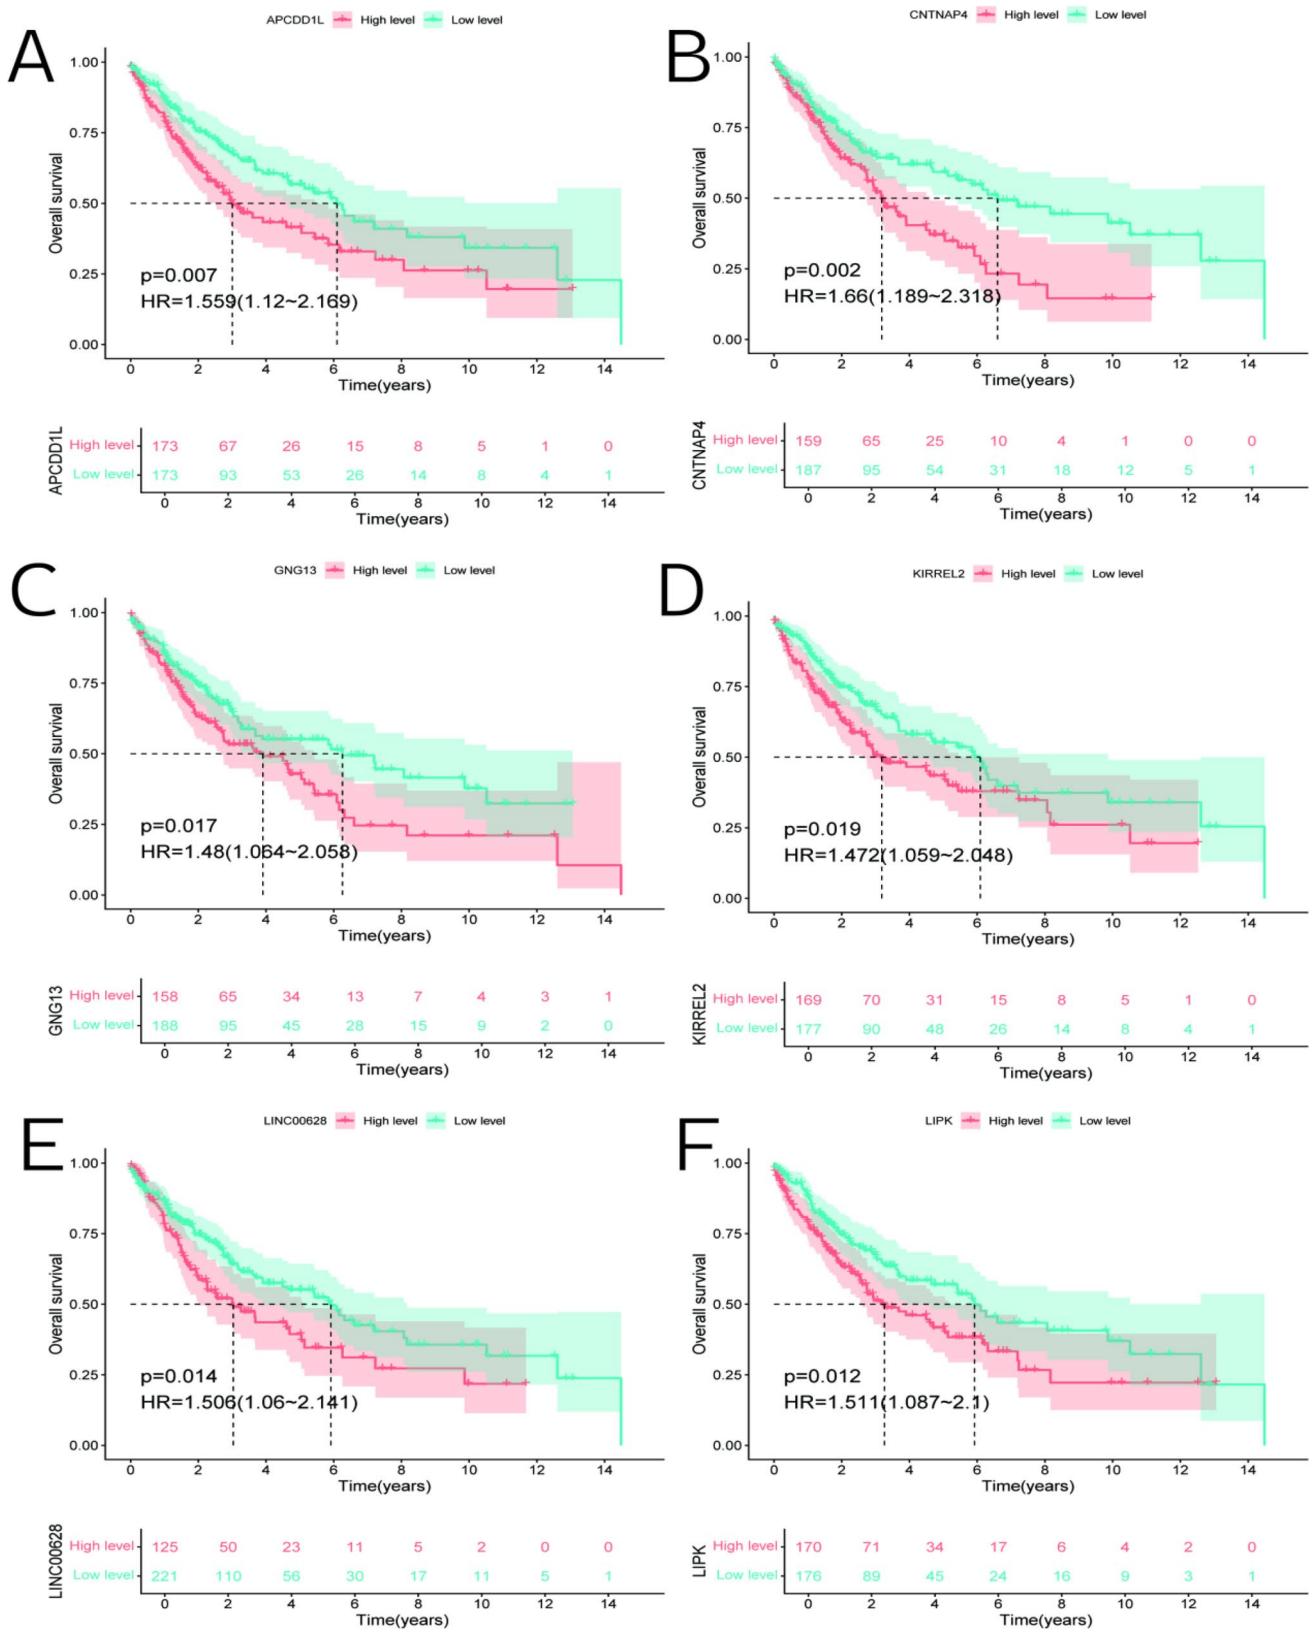 A
APCDD1L High level Low level
Overall survival
1.00
0.75
0.50
0.25
0.00
p=0.007
HR=1.559(1.12~2.169)
0 2 4 6 8 10 12 14
Time(years)
APCDD1L
High level 173 67 26 15 8 5 1 0
Low level 173 93 53 26 14 8 4 1
0 2 4 6 8 10 12 14
Time(years)
B
CNTNAP4 High level Low level
Overall survival
1.00
0.75
0.50
0.25
0.00
p=0.002
HR=1.66(1.189~2.318)
0 2 4 6 8 10 12 14
Time(years)
CNTNAP4
High level 159 65 25 10 4 1 0 0
Low level 187 95 54 31 18 12 5 1
0 2 4 6 8 10 12 14
Time(years)
C
GNG13 High level Low level
Overall survival
1.00
0.75
0.50
0.25
0.00
p=0.017
HR=1.48(1.064~2.058)
0 2 4 6 8 10 12 14
Time(years)
GNG13
High level 158 65 34 13 7 4 3 1
Low level 188 95 45 28 15 9 2 0
0 2 4 6 8 10 12 14
Time(years)
D
KIRREL2 High level Low level
Overall survival
1.00
0.75
0.50
0.25
0.00
p=0.019
HR=1.472(1.059~2.048)
0 2 4 6 8 10 12 14
Time(years)
KIRREL2
High level 169 70 31 15 8 5 1 0
Low level 177 90 48 26 14 8 4 1
0 2 4 6 8 10 12 14
Time(years)
E
LINC00628 High level Low level
Overall survival
1.00
0.75
0.50
0.25
0.00
p=0.014
HR=1.506(1.06~2.141)
0 2 4 6 8 10 12 14
Time(years)
LINC00628
High level 125 50 23 11 5 2 0 0
Low level 221 110 56 30 17 11 5 1
0 2 4 6 8 10 12 14
Time(years)
F
LIPK High level Low level
Overall survival
1.00
0.75
0.50
0.25
0.00
p=0.012
HR=1.511(1.087~2.1)
0 2 4 6 8 10 12 14
Time(years)
LIPK
High level 170 71 34 17 6 4 2 0
Low level 176 89 45 24 16 9 3 1
0 2 4 6 8 10 12 14
Time(years)